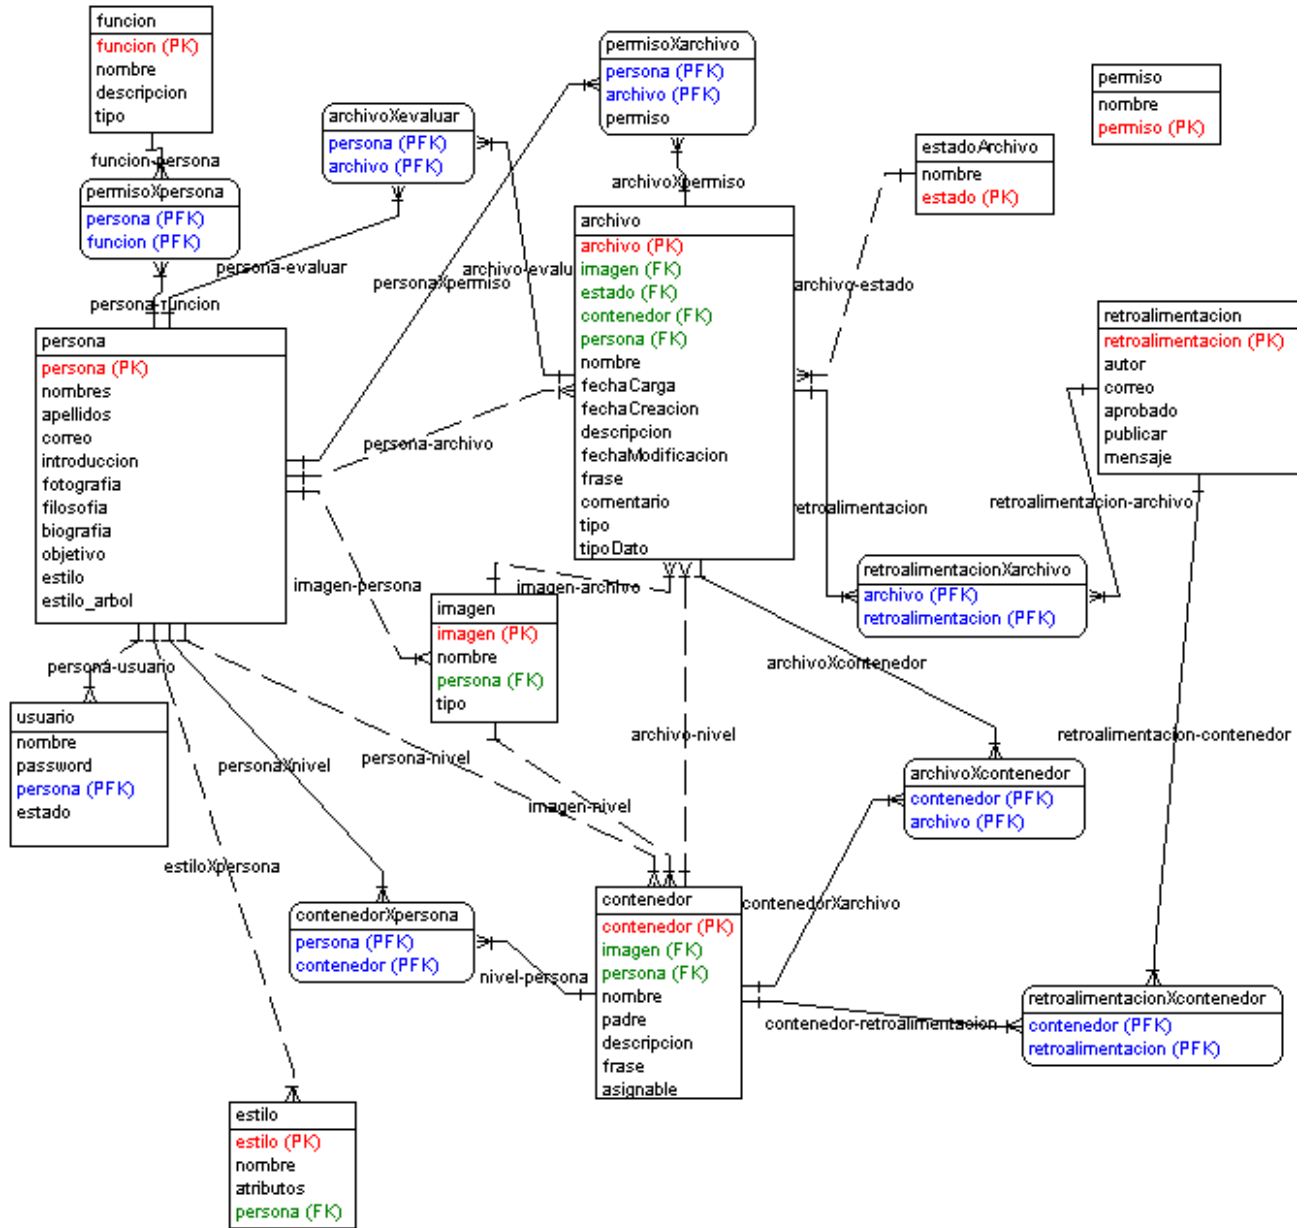 funcion
funcion (PK)
nombre
descripcion
tipo
funcion-persona
permisoXpersona
persona (PFK)
funcion (PFK)
persona-funcion
archivoXevaluar
persona (PFK)
archivo (PFK)
persona-evaluar
permisoXarchivo
persona (PFK)
archivo (PFK)
permiso
archivoXpermiso
personaXpermiso
archivo-evalu
permiso
nombre
permiso (PK)
estadoArchivo
nombre
estado (PK)
archivo-estado
archivo
archivo (PK)
imagen (FK)
estado (FK)
contenedor (FK)
persona (FK)
nombre
fechaCarga
fechaCreacion
descripcion
fechaModificacion
frase
comentario
tipo
tipoDato
retroalimentacion
retroalimentacion (PK)
autor
correo
aprobado
publicar
mensaje
persona
persona (PK)
nombres
apellidos
correo
introduccion
fotografia
filosofia
biografia
objetivo
estilo
estilo_arbol
persona-archivo
retroalimentacion
retroalimentacion-archivo
imagen-persona
imagen-archivo
retroalimentacionXarchivo
archivo (PFK)
retroalimentacion (PFK)
imagen
imagen (PK)
nombre
persona (FK)
tipo
persona-usuario
usuario
nombre
password
persona (PFK)
estado
personaXnivel
persona-nivel
imagen-nivel
archivo-nivel
archivoXcontenedor
retroalimentacion-contenedor
archivoXcontenedor
contenedor (PFK)
archivo (PFK)
estiloXpersona
contenedorXpersona
persona (PFK)
contenedor (PFK)
nivel-persona
contenedor
contenedor (PK)
imagen (FK)
persona (FK)
nombre
padre
descripcion
frase
asignable
contenedorXarchivo
contenedor-retroalimentacion
retroalimentacionXcontenedor
contenedor (PFK)
retroalimentacion (PFK)
estilo
estilo (PK)
nombre
atributos
persona (FK)